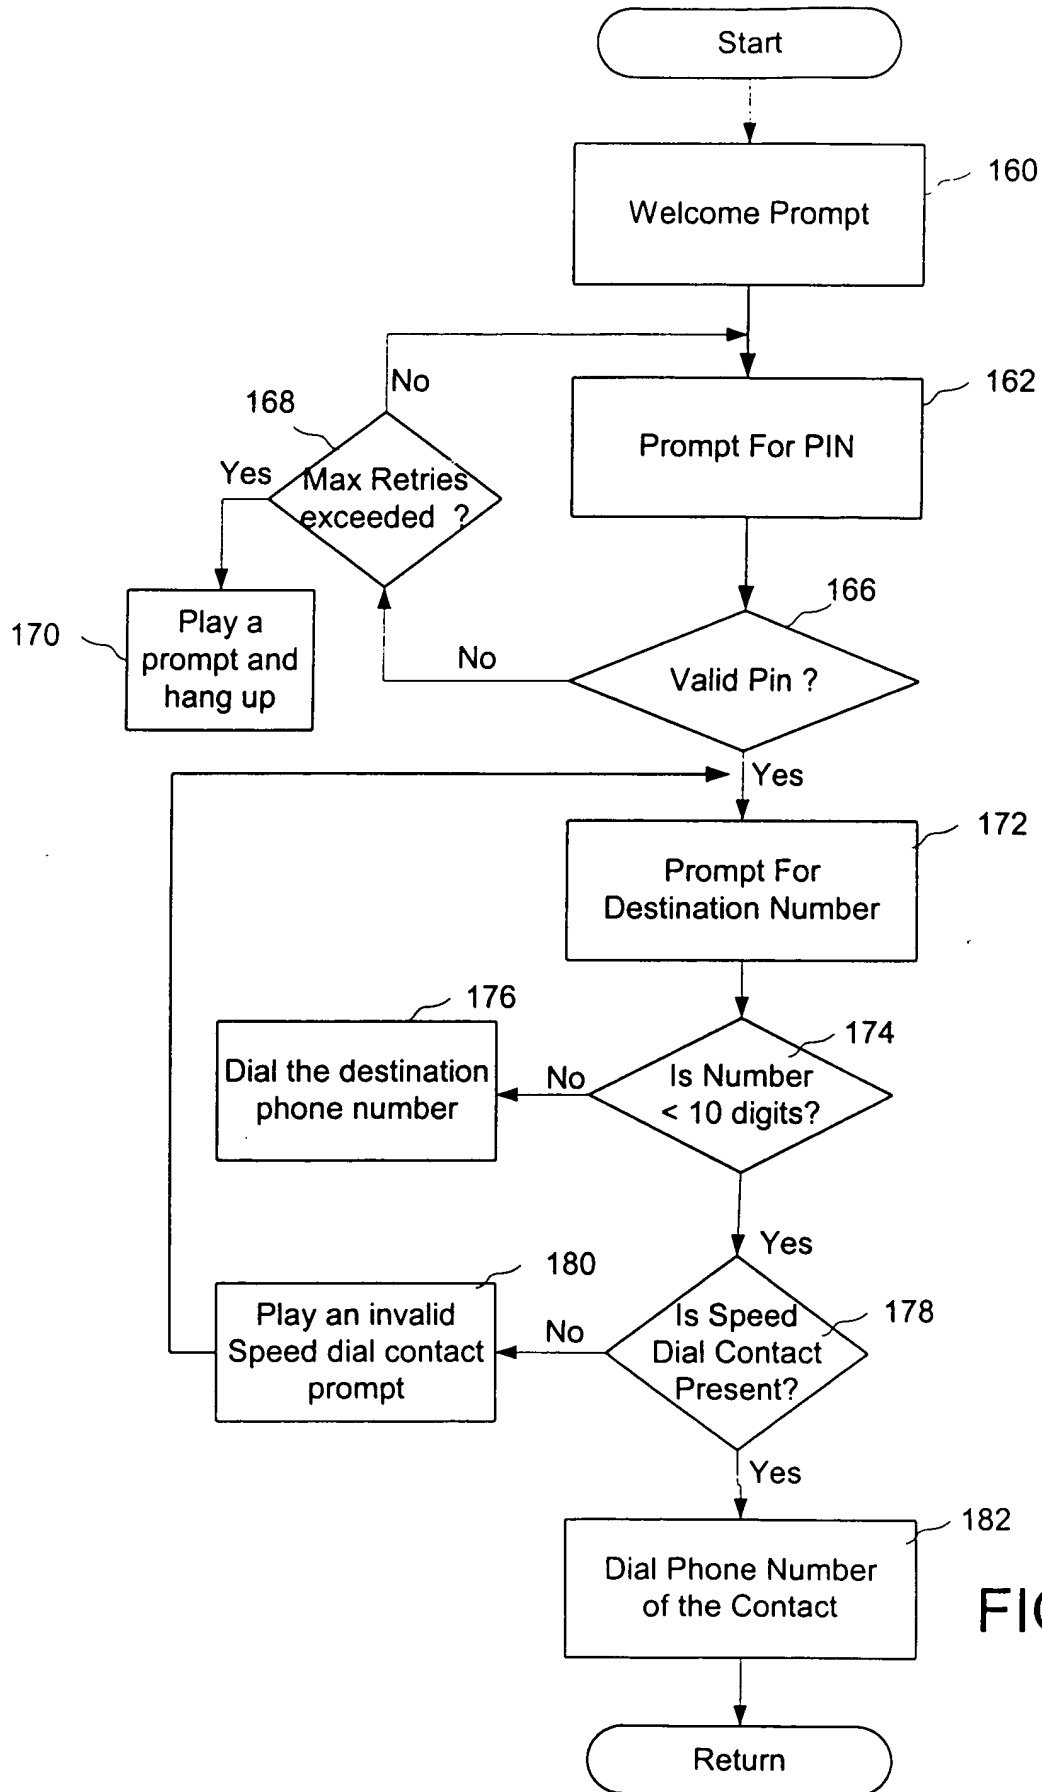 Start
160
Welcome Prompt
No
162
168
Prompt For PIN
Yes
Max Retries
exceeded ?
166
170
Play a
prompt and
hang up
No
Valid Pin ?
Yes
172
Prompt For
Destination Number
176
174
Dial the destination
phone number
No
Is Number
< 10 digits?
Yes
180
178
Play an invalid
Speed dial contact
prompt
No
Is Speed
Dial Contact
Present?
Yes
182
Dial Phone Number
of the Contact
Return